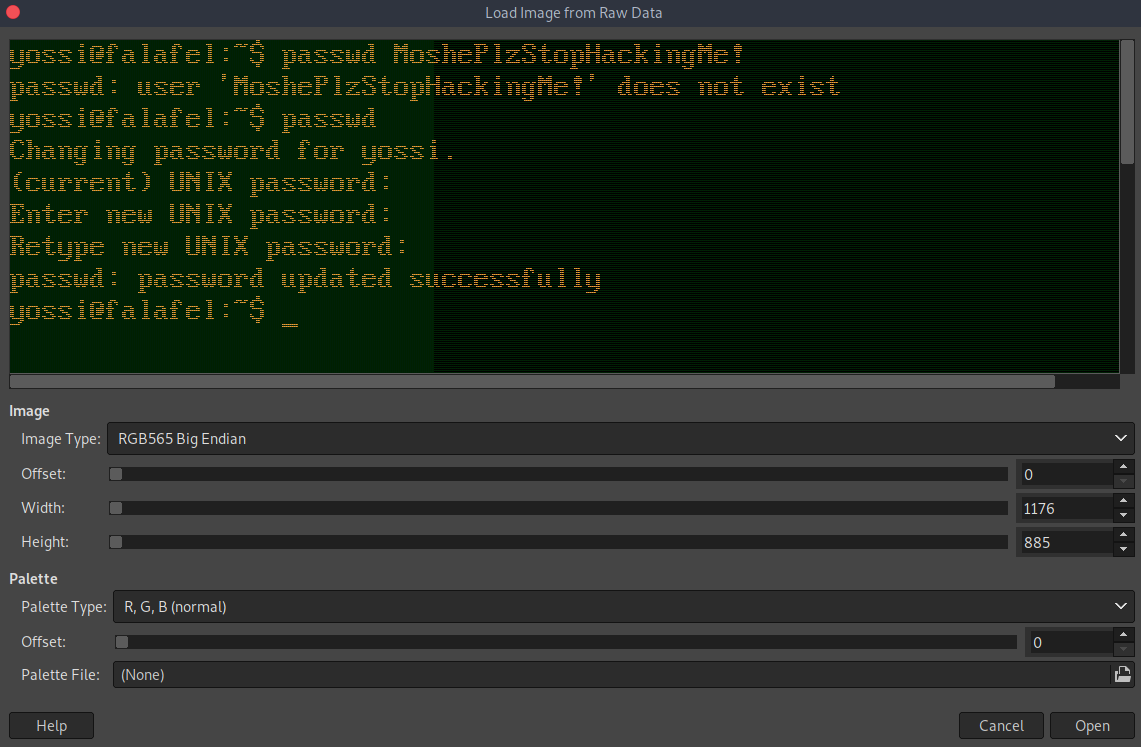 Load Image from Raw Data
yossi@falafel:~$ passwd MoshePlzStopHackingMe!
passwd: user 'MoshePlzStopHackingMe!' does not exist
yossi@falafel:~$ passwd
Changing password for yossi.
(current) UNIX password:
Enter new UNIX password:
Retype new UNIX password:
passwd: password updated successfully
yossi@falafel:~$ _
Image
Image Type: RGB565 Big Endian
Offset: 0
Width: 1176
Height: 885
Palette
Palette Type: R, G, B (normal)
Offset: 0
Palette File: (None)
Help Cancel Open